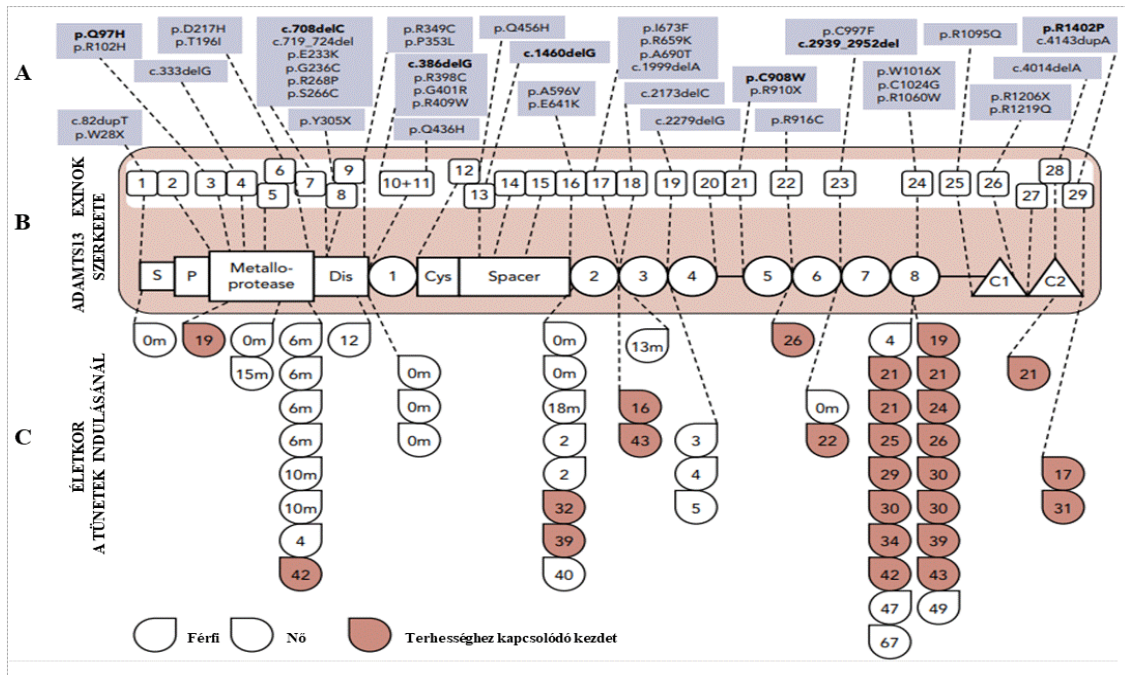 A
p.Q97H
p.R102H
p.D217H
p.T196I
c.708delC
c.719_724del
p.E233K
p.G236C
p.R268P
p.S266C
p.R349C
p.P353L
p.Q456H
p.I673F
p.R659K
p.A690T
c.1999delA
p.C997F
c.2939_2952del
p.R1095Q
p.R1402P
c.4143dupA
c.333delG
c.386delG
p.R398C
p.G401R
p.R409W
c.1460delG
p.C908W
p.R910X
p.W1016X
p.C1024G
p.R1060W
c.4014delA
c.82dupT
p.W28X
p.Y305X
p.Q436H
p.A596V
p.E641K
c.2173delC
c.2279delG
p.R916C
p.R1206X
p.R1219Q
B
ADAMTS13 EXINOK
SZERKEETE
1 2 3 4 5 6 7 8 9 10+11 12 13 14 15 16 17 18 19 20 21 22 23 24 25 26 27 28 29
S P Metallo-
protease
Dis 1 Cys Spacer 2 3 4 5 6 7 8 C1 C2
C
ÉLETKOR
A TÜNETEK INDULÁSÁNÁL
0m 19 0m 6m 12 0m 13m 26 4 19
15m 6m 0m 0m 21 21 21
6m 0m 18m 16 0m 21 24
6m 0m 2 43 3 22 25 26
10m 2 4 29 30 17
10m 32 5 30 30 31
4 39 34 39
42 40 42 43
47 49
67
Férfi Nő Terhességhez kapcsolódó kezdet